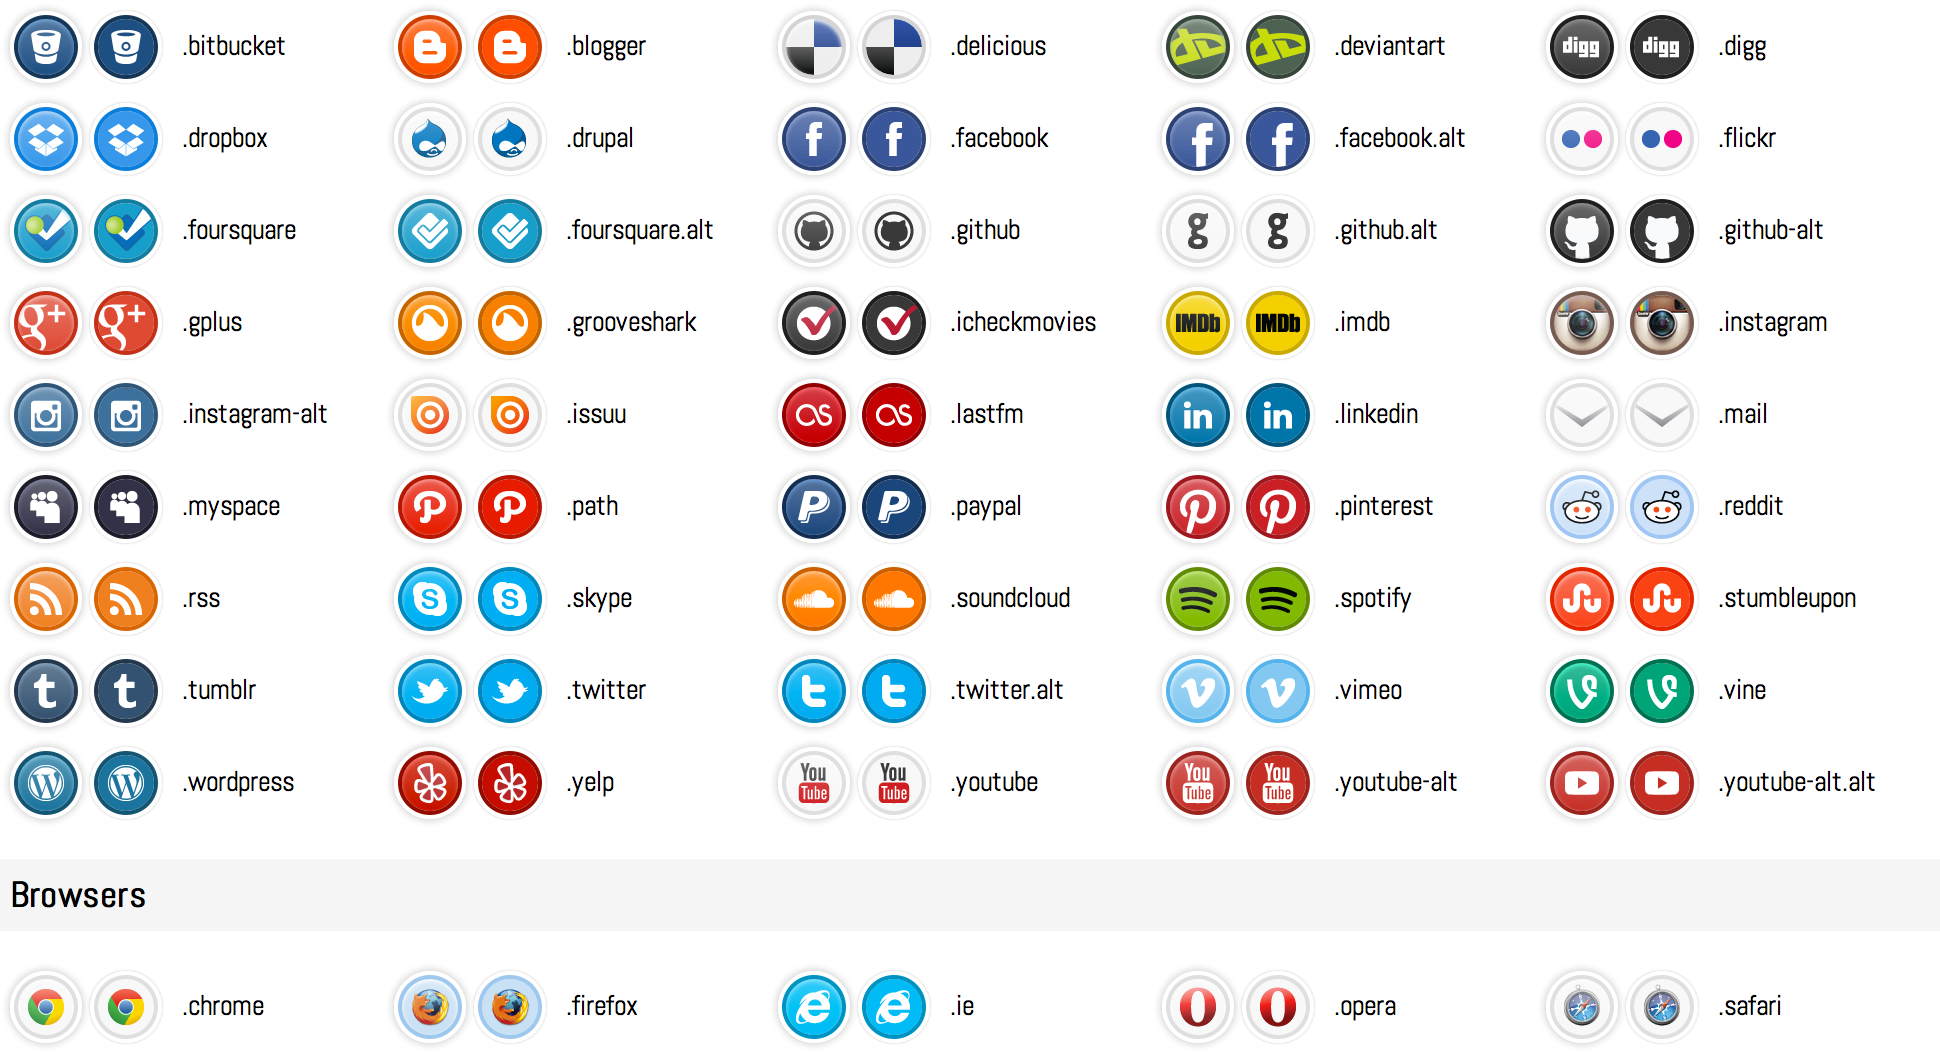 .bitbucket .blogger .delicious .deviantart digg digg .digg
.dropbox .drupal f f .facebook f f .facebook.alt .flickr
.foursquare .foursquare.alt .github g g .github.alt .github-alt
g+ g+ .gplus .grooveshark .icheckmovies IMDb IMDb .imdb .instagram
.instagram-alt .issuu .lastfm in in .linkedin .mail
.myspace P P .path P P .paypal P P .pinterest .reddit
.rss S S .skype .soundcloud .spotify .stumbleupon
t t .tumblr .twitter t t .twitter.alt v v .vimeo V V .vine
W W .wordpress .yelp You Tube You Tube .youtube You Tube You Tube .youtube-alt .youtube-alt.alt
Browsers
.chrome .firefox e e .ie O O .opera .safari